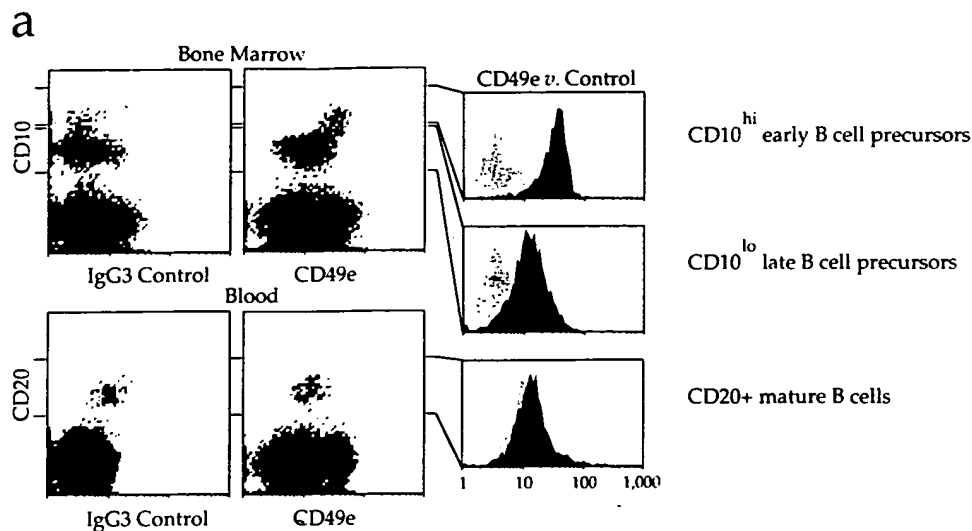 a
Bone Marrow
CD10
IgG3 Control
CD49e
CD49e v. Control
CD10hi early B cell precursors
CD10lo late B cell precursors
Blood
CD20
IgG3 Control
CD49e
CD20+ mature B cells
1
10
100
1,000